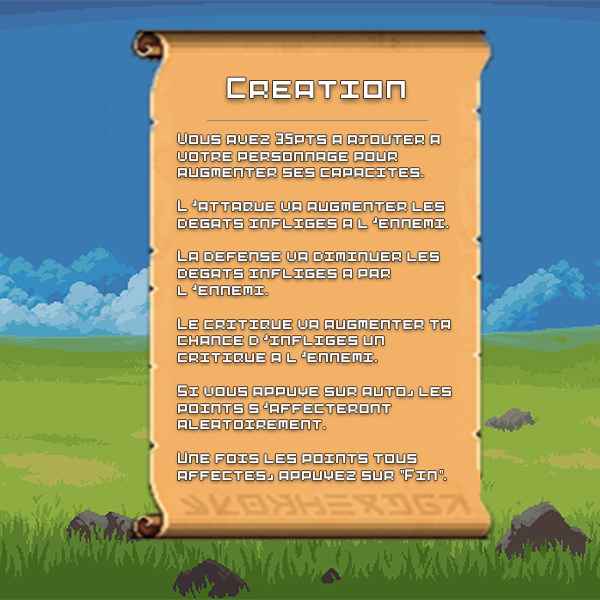 Creation
Vous avez 35pts a ajouter a
votre personnage pour
augmenter ses capacites.
L 'attaque va augmenter les
degats infliges a l 'ennemi.
La defense va diminuer les
degats infliges a par
l 'ennemi.
Le critique va augmenter ta
chance d 'infliges un
critique a l 'ennemi.
Si vous appuye sur auto, les
points s 'affecteront
aleatoirement.
Une fois les points tous
affectes, appuyez sur "Fin".